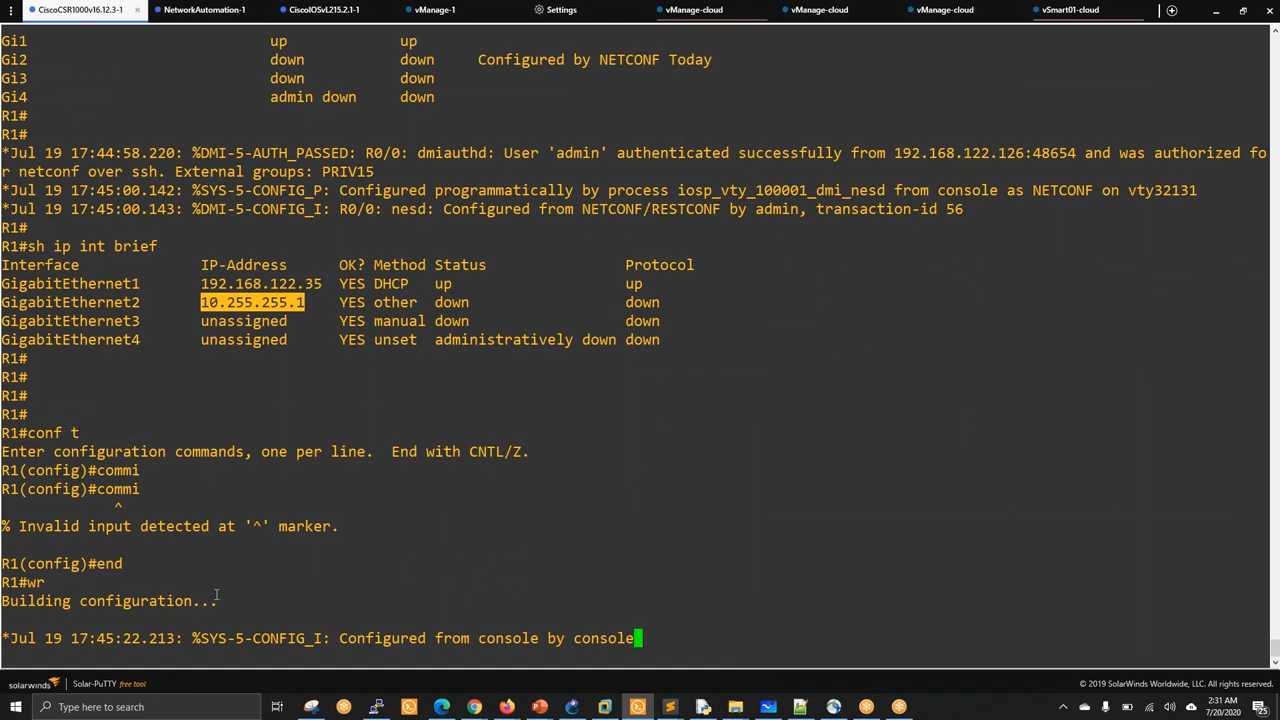 CiscoCSR1000v16.12.3-1 NetworkAutomation-1 CiscoIOSvL215.2.1-1 vManage-1 Settings vManage-cloud vManage-cloud vManage-cloud vSmart01-cloud
Gi1 up up
Gi2 down down Configured by NETCONF Today
Gi3 down down
Gi4 admin down down
R1#
R1#
*Jul 19 17:44:58.220: %DMI-5-AUTH_PASSED: R0/0: dmiauthd: User 'admin' authenticated successfully from 192.168.122.126:48654 and was authorized fo
r netconf over ssh. External groups: PRIV15
*Jul 19 17:45:00.142: %SYS-5-CONFIG_P: Configured programmatically by process iosp_vty_100001_dmi_nesd from console as NETCONF on vty32131
*Jul 19 17:45:00.143: %DMI-5-CONFIG_I: R0/0: nesd: Configured from NETCONF/RESTCONF by admin, transaction-id 56
R1#
R1#sh ip int brief
Interface IP-Address OK? Method Status Protocol
GigabitEthernet1 192.168.122.35 YES DHCP up up
GigabitEthernet2 10.255.255.1 YES other down down
GigabitEthernet3 unassigned YES manual down down
GigabitEthernet4 unassigned YES unset administratively down down
R1#
R1#
R1#
R1#
R1#conf t
Enter configuration commands, one per line. End with CNTL/Z.
R1(config)#commi
R1(config)#commi
^
% Invalid input detected at '^' marker.
R1(config)#end
R1#wr
Building configuration...
*Jul 19 17:45:22.213: %SYS-5-CONFIG_I: Configured from console by console
solarwinds Solar-PuTTY free tool © 2019 SolarWinds Worldwide, LLC. All rights reserved.
Type here to search
2:31 AM
7/20/2020
25